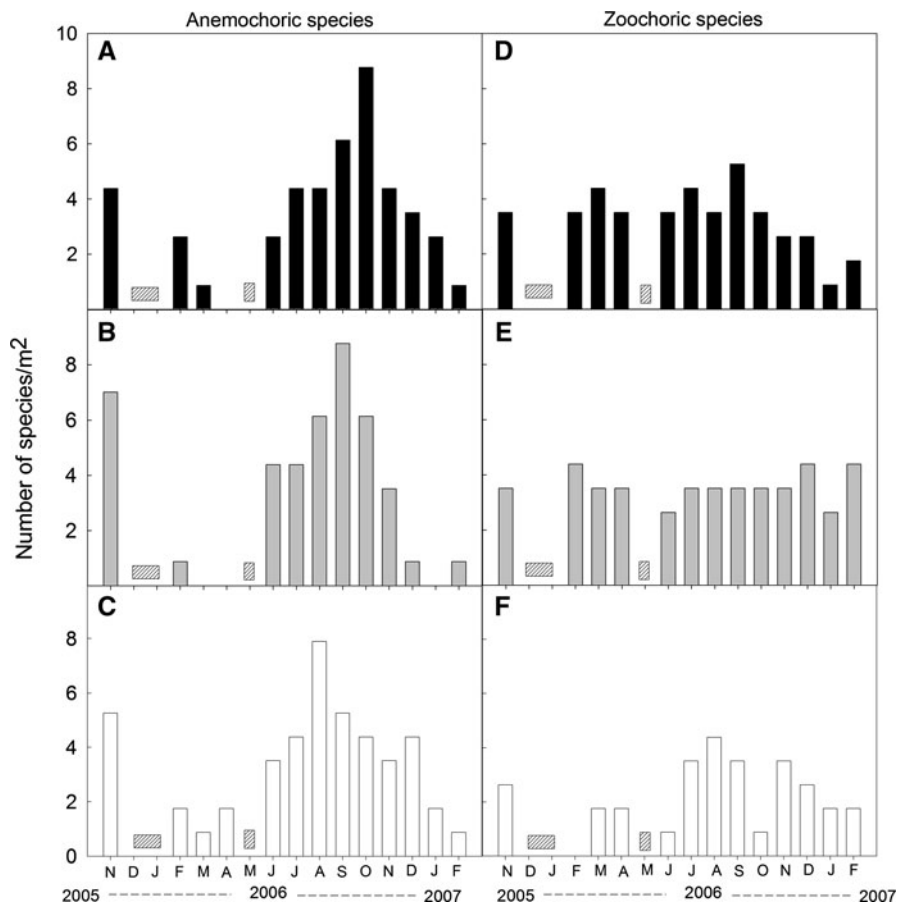 Anemochoric species
Zoochoric species
10
A
D
8
6
4
2
B
E
8
6
4
2
C
F
8
6
4
2
0
Number of species/m2
N D J F M A M J J A S O N D J F
N D J F M A M J J A S O N D J F
2005 2006 2007
2005 2006 2007